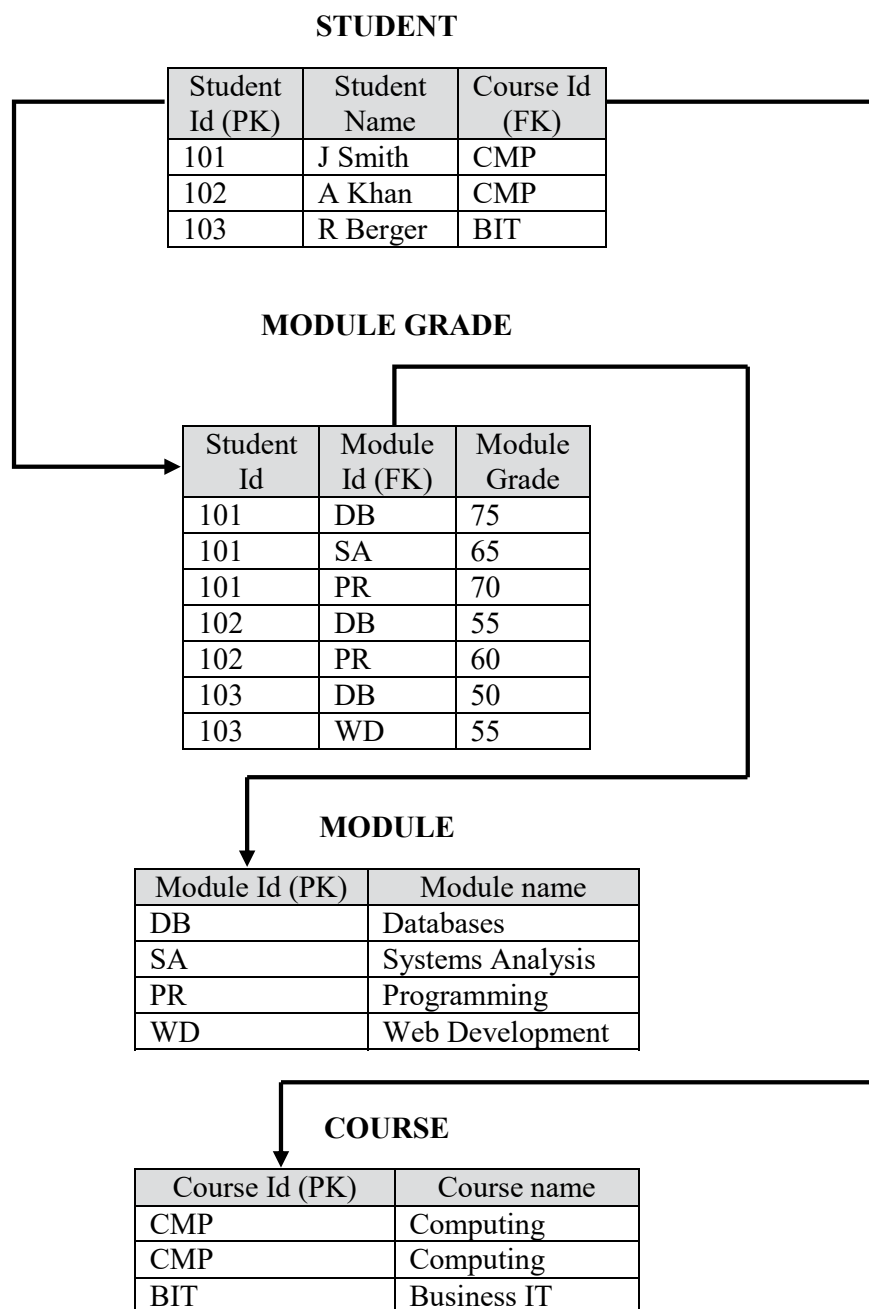 STUDENT
Student Id (PK) Student Name Course Id (FK)
101 J Smith CMP
102 A Khan CMP
103 R Berger BIT
MODULE GRADE
Student Id Module Id (FK) Module Grade
101 DB 75
101 SA 65
101 PR 70
102 DB 55
102 PR 60
103 DB 50
103 WD 55
MODULE
Module Id (PK) Module name
DB Databases
SA Systems Analysis
PR Programming
WD Web Development
COURSE
Course Id (PK) Course name
CMP Computing
CMP Computing
BIT Business IT